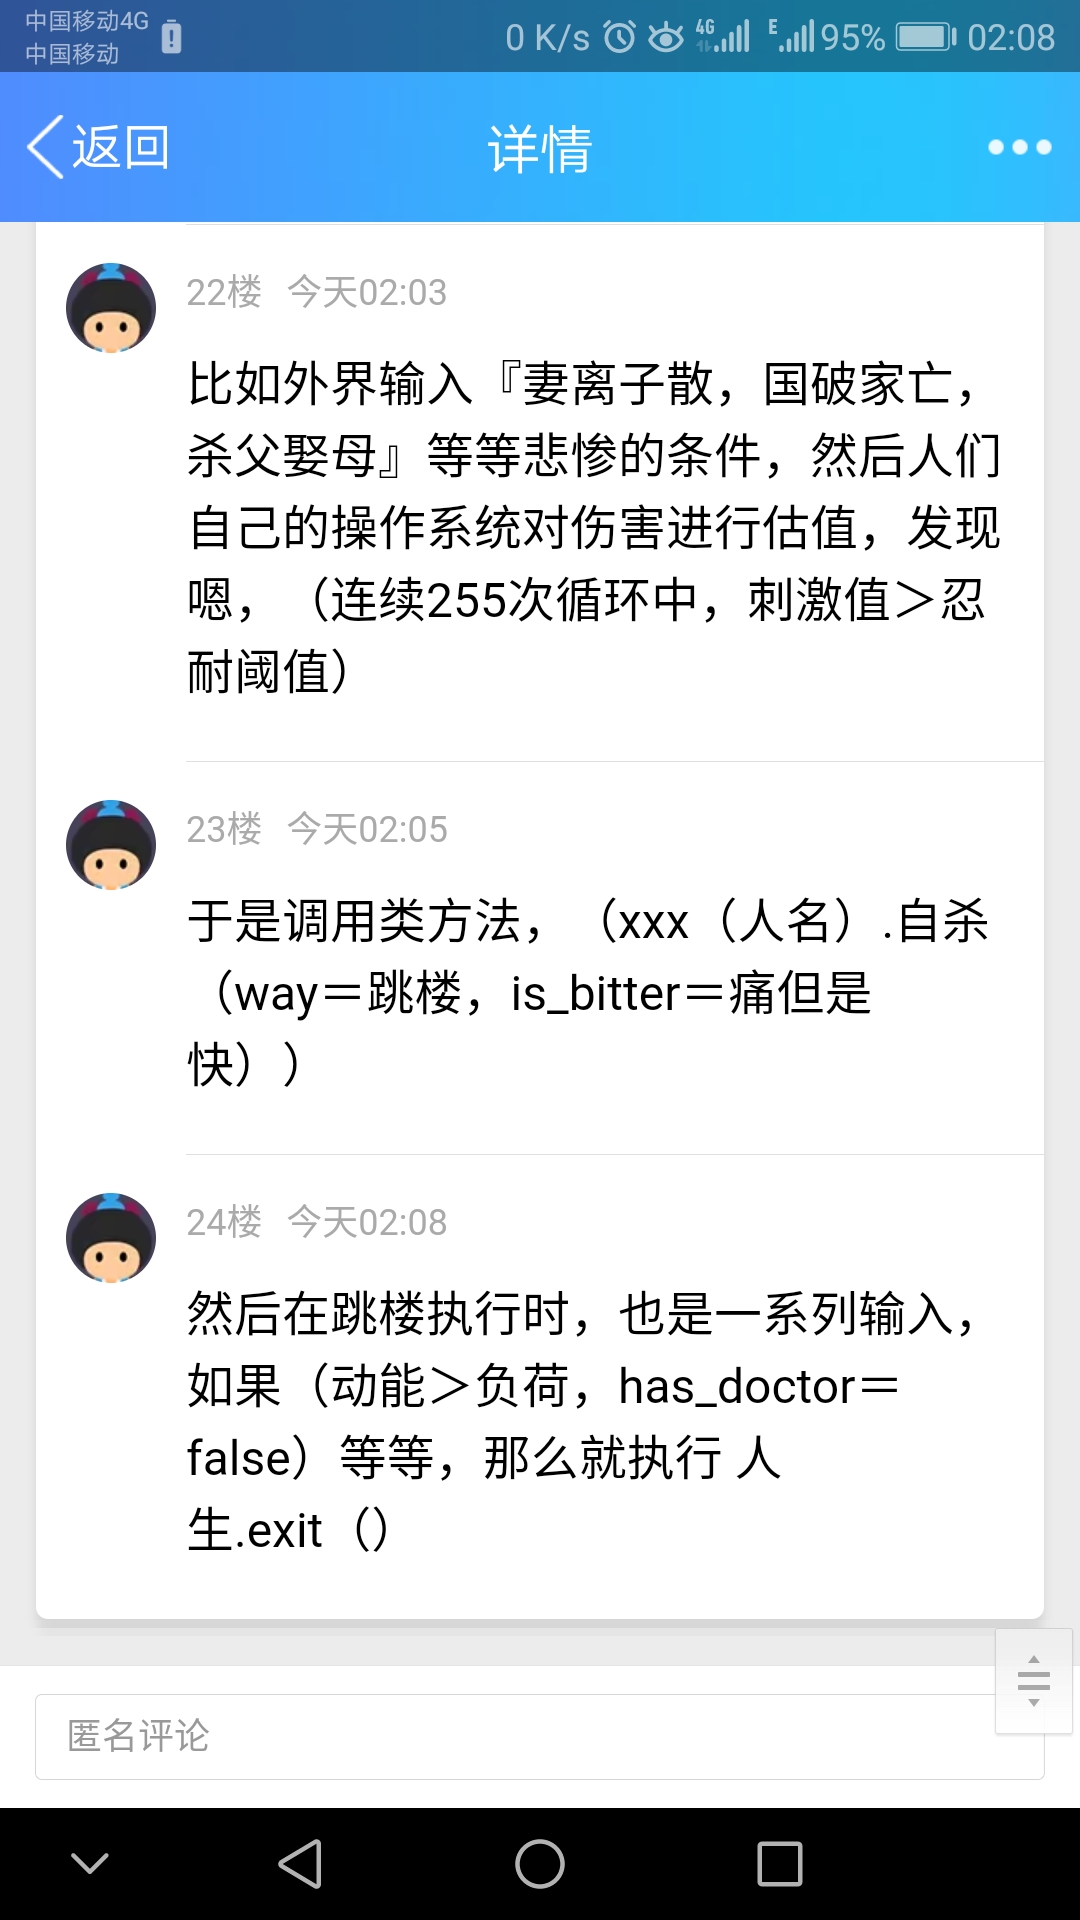 中国移动4G
中国移动
0 K/s 4G E 95% 02:08
返回 详情
22楼 今天02:03
比如外界输入『妻离子散，国破家亡，
杀父娶母』等等悲惨的条件，然后人们
自己的操作系统对伤害进行估值，发现
嗯，（连续255次循环中，刺激值＞忍
耐阈值）
23楼 今天02:05
于是调用类方法，（xxx（人名）.自杀
（way＝跳楼，is_bitter＝痛但是
快））
24楼 今天02:08
然后在跳楼执行时，也是一系列输入，
如果（动能＞负荷，has_doctor＝
false）等等，那么就执行 人
生.exit（）
匿名评论